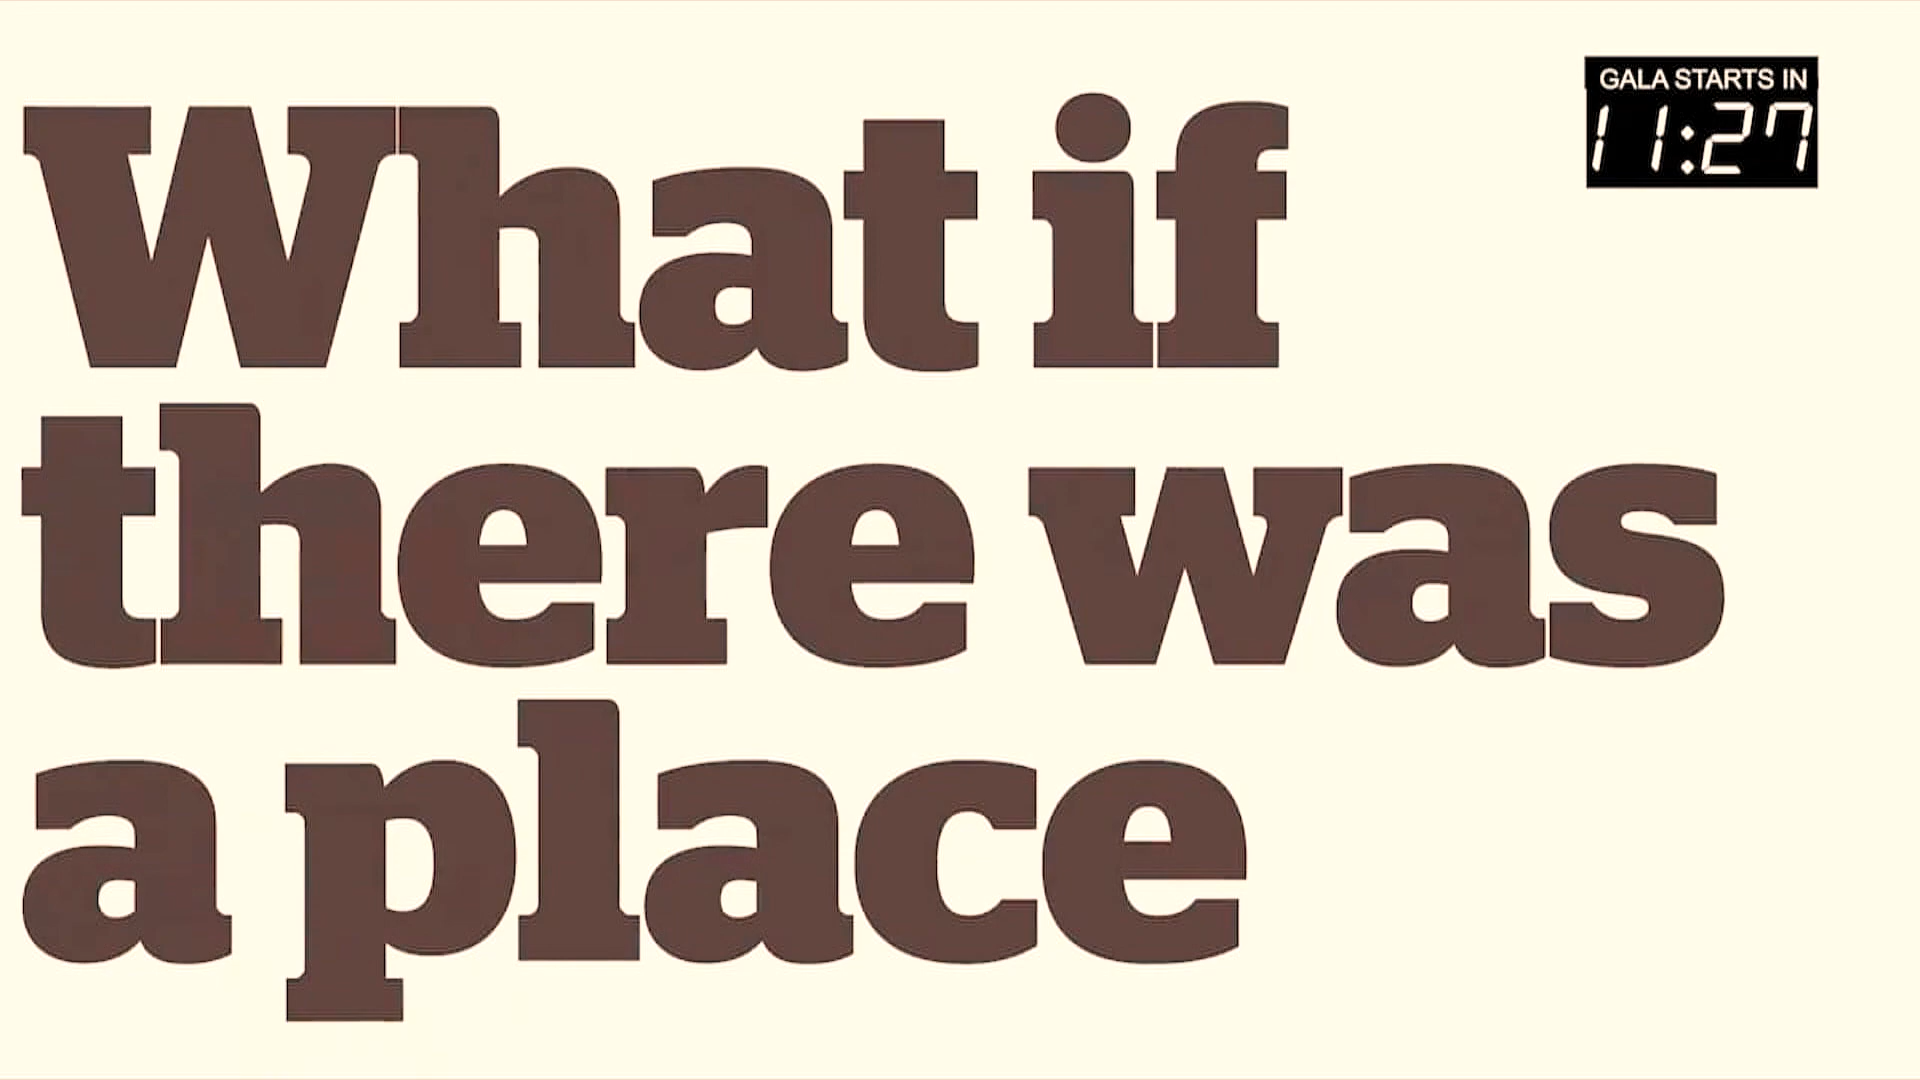 What if
there was
a place
GALA STARTS IN
11:27